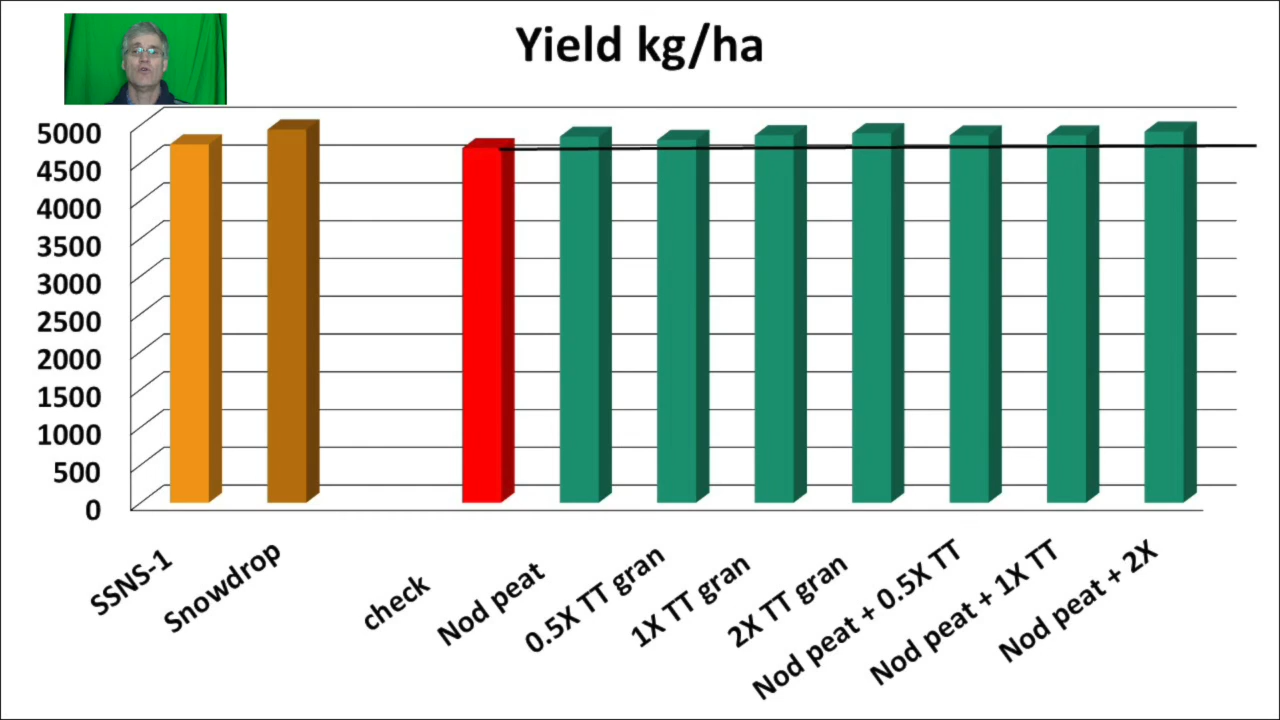 Yield kg/ha
5000
4500
4000
3500
3000
2500
2000
1500
1000
500
0
SSNS-1
Snowdrop
check
Nod peat
0.5X TT gran
1X TT gran
2X TT gran
Nod peat + 0.5X TT
Nod peat + 1X TT
Nod peat + 2X